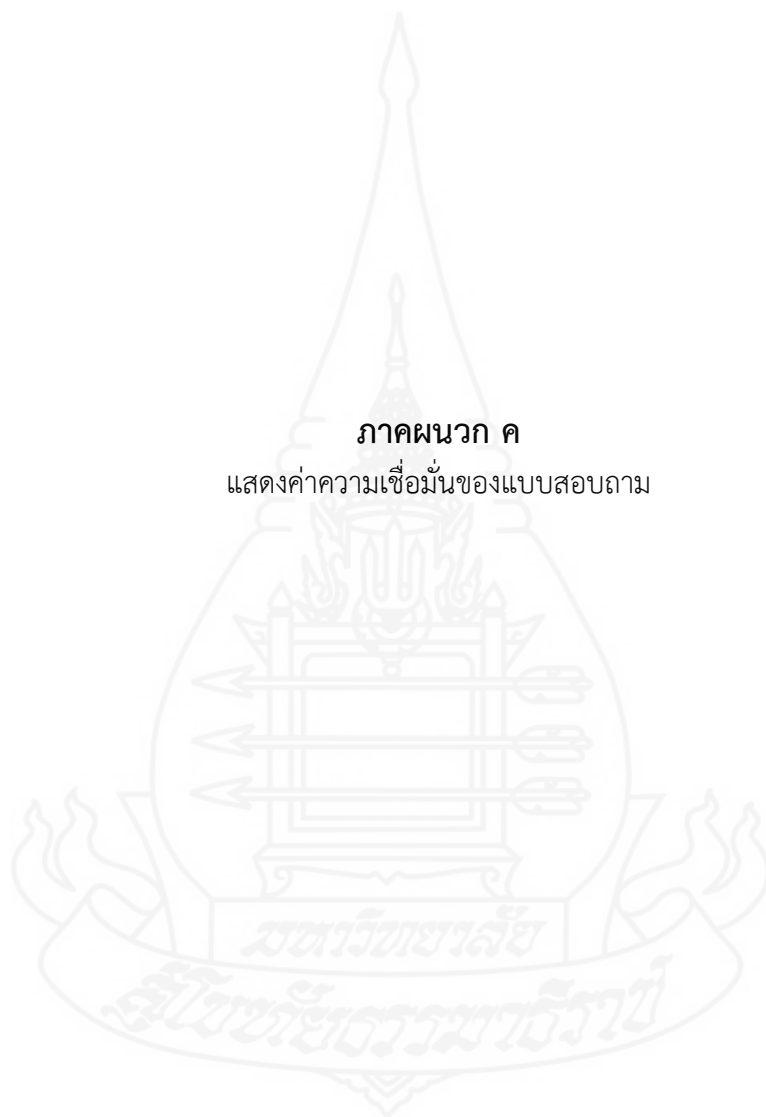 ภาคผนวก ค
แสดงค่าความเชื่อมั่นของแบบสอบถาม
มหาวิทยาลัย
สุโขทัยธรรมาธิราช